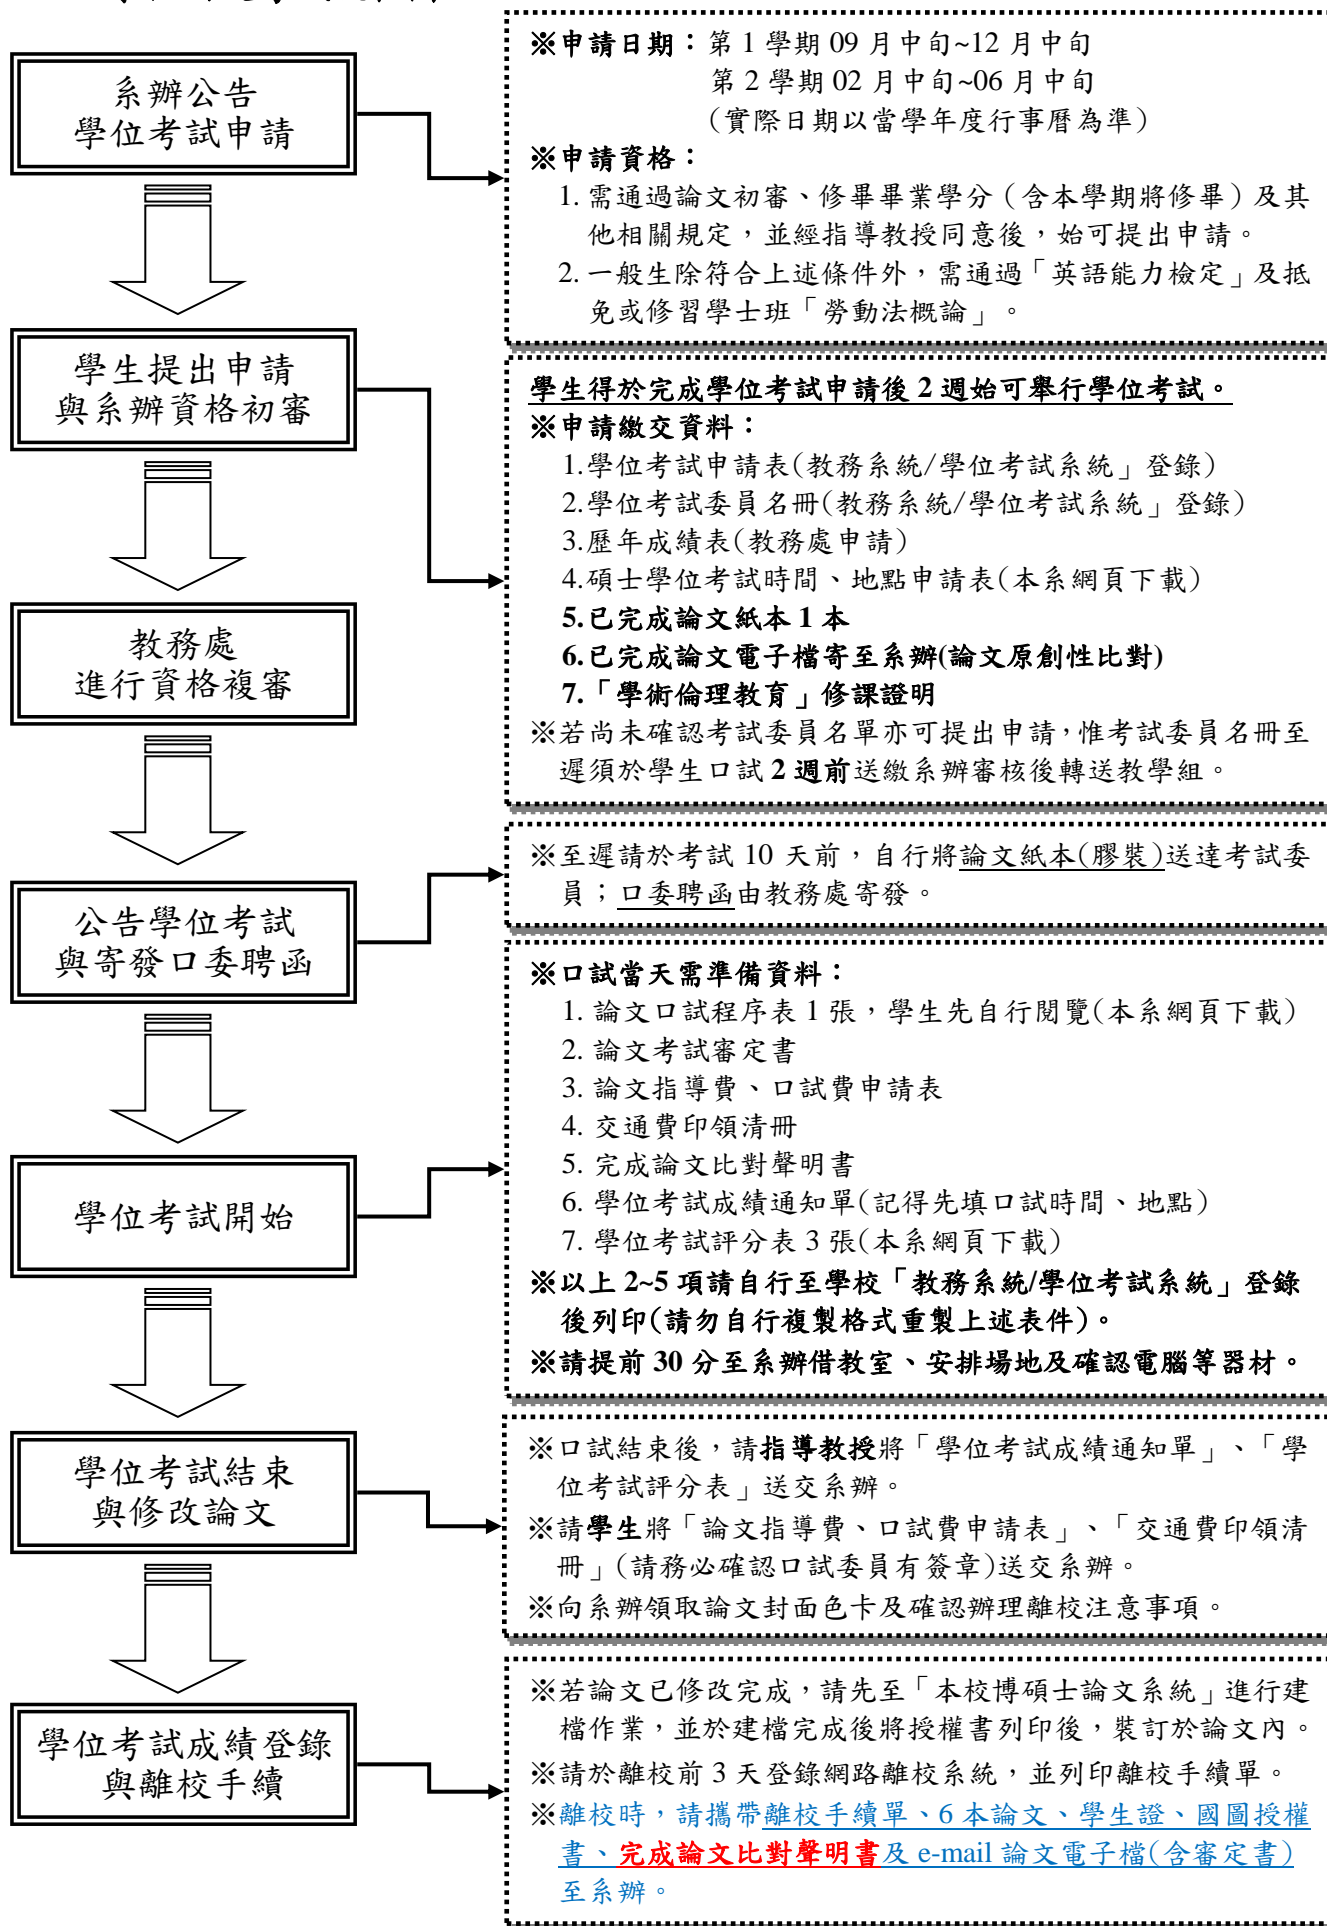 系辦公告
學位考試申請
※申請日期：第 1 學期 09 月中旬~12 月中旬
第 2 學期 02 月中旬~06 月中旬
（實際日期以當學年度行事曆為準）
※申請資格：
1. 需通過論文初審、修畢畢業學分（含本學期將修畢）及其
他相關規定，並經指導教授同意後，始可提出申請。
2. 一般生除符合上述條件外，需通過「英語能力檢定」及抵
免或修習學士班「勞動法概論」。
學生提出申請
與系辦資格初審
學生得於完成學位考試申請後 2 週始可舉行學位考試。
※申請繳交資料：
1.學位考試申請表(教務系統/學位考試系統」登錄)
2.學位考試委員名冊(教務系統/學位考試系統」登錄)
3.歷年成績表(教務處申請)
4.碩士學位考試時間、地點申請表(本系網頁下載)
5.已完成論文紙本 1 本
6.已完成論文電子檔寄至系辦(論文原創性比對)
7.「學術倫理教育」修課證明
※若尚未確認考試委員名單亦可提出申請，惟考試委員名冊至
遲須於學生口試 2 週前送繳系辦審核後轉送教學組。
教務處
進行資格複審
公告學位考試
與寄發口委聘函
※至遲請於考試 10 天前，自行將論文紙本(膠裝)送達考試委
員；口委聘函由教務處寄發。
學位考試開始
※口試當天需準備資料：
1. 論文口試程序表 1 張，學生先自行閱覽(本系網頁下載)
2. 論文考試審定書
3. 論文指導費、口試費申請表
4. 交通費印領清冊
5. 完成論文比對聲明書
6. 學位考試成績通知單(記得先填口試時間、地點)
7. 學位考試評分表 3 張(本系網頁下載)
※以上 2~5 項請自行至學校「教務系統/學位考試系統」登錄
後列印(請勿自行複製格式重製上述表件)。
※請提前 30 分至系辦借教室、安排場地及確認電腦等器材。
學位考試結束
與修改論文
※口試結束後，請指導教授將「學位考試成績通知單」、「學
位考試評分表」送交系辦。
※請學生將「論文指導費、口試費申請表」、「交通費印領清
冊」(請務必確認口試委員有簽章)送交系辦。
※向系辦領取論文封面色卡及確認辦理離校注意事項。
學位考試成績登錄
與離校手續
※若論文已修改完成，請先至「本校博碩士論文系統」進行建
檔作業，並於建檔完成後將授權書列印後，裝訂於論文內。
※請於離校前 3 天登錄網路離校系統，並列印離校手續單。
※離校時，請攜帶離校手續單、6 本論文、學生證、國圖授權
書、完成論文比對聲明書及 e-mail 論文電子檔(含審定書)
至系辦。